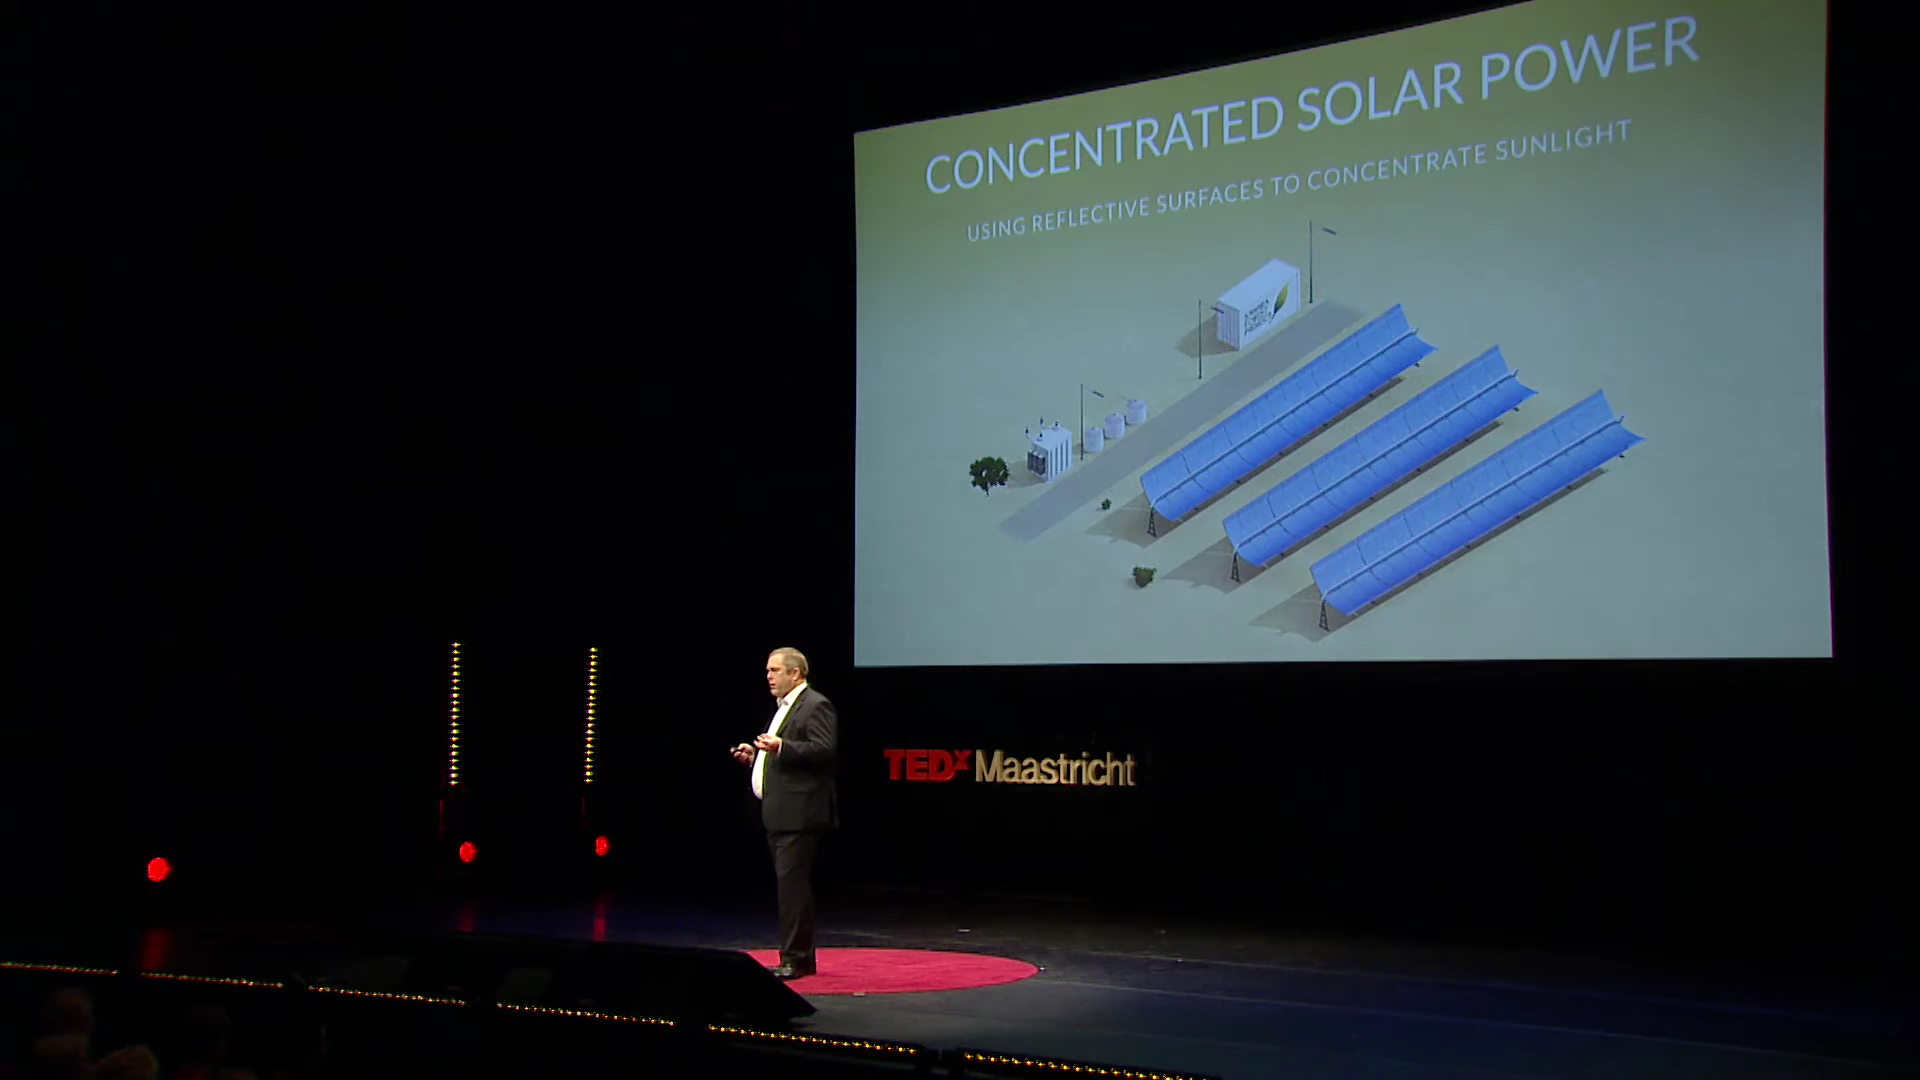 CONCENTRATED SOLAR POWER
USING REFLECTIVE SURFACES TO CONCENTRATE SUNLIGHT
TEDx Maastricht